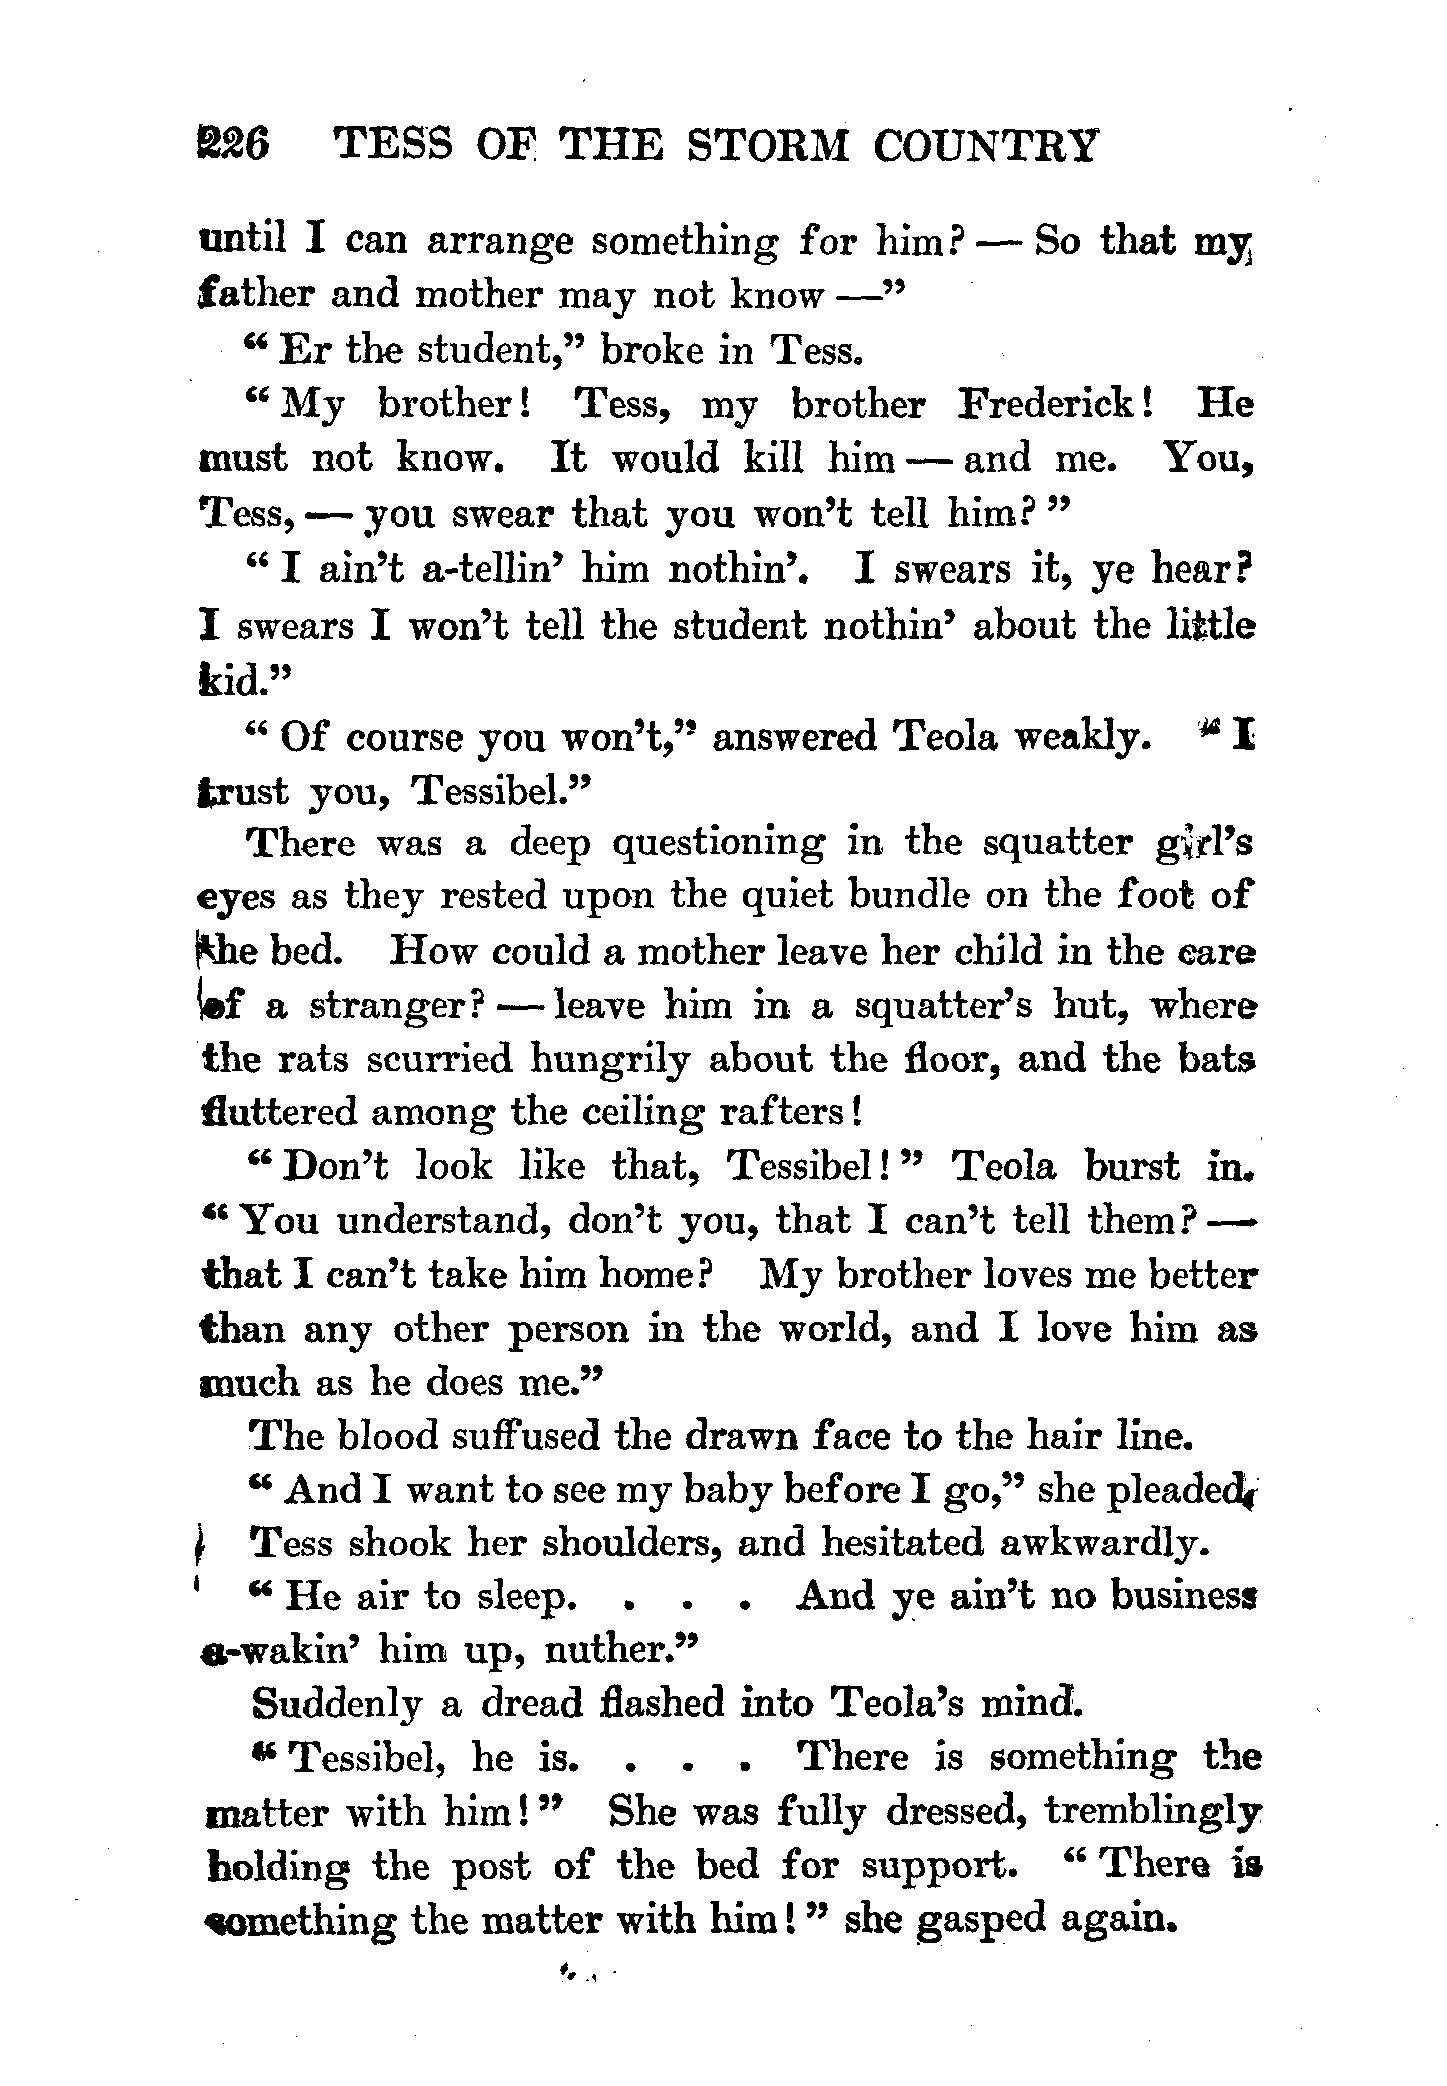 226 TESS OF THE STORM COUNTRY
until I can arrange something for him? — So that my
father and mother may not know —”
“ Er the student,” broke in Tess.
“ My brother! Tess, my brother Frederick! He
must not know. It would kill him — and me. You,
Tess, — you swear that you won’t tell him? ”
“ I ain’t a-tellin’ him nothin’. I swears it, ye hear?
I swears I won’t tell the student nothin’ about the little
kid.”
“ Of course you won’t,” answered Teola weakly. “ I
trust you, Tessibel.”
There was a deep questioning in the squatter girl’s
eyes as they rested upon the quiet bundle on the foot of
the bed. How could a mother leave her child in the care
of a stranger? — leave him in a squatter’s hut, where
the rats scurried hungrily about the floor, and the bats
fluttered among the ceiling rafters!
“ Don’t look like that, Tessibel! ” Teola burst in.
“ You understand, don’t you, that I can’t tell them? —
that I can’t take him home? My brother loves me better
than any other person in the world, and I love him as
much as he does me.”
The blood suffused the drawn face to the hair line.
“ And I want to see my baby before I go,” she pleaded.
Tess shook her shoulders, and hesitated awkwardly.
“ He air to sleep. . . . And ye ain’t no business
a-wakin’ him up, nuther.”
Suddenly a dread flashed into Teola’s mind.
“ Tessibel, he is. . . . There is something the
matter with him! ” She was fully dressed, tremblingly
holding the post of the bed for support. “ There is
something the matter with him! ” she gasped again.